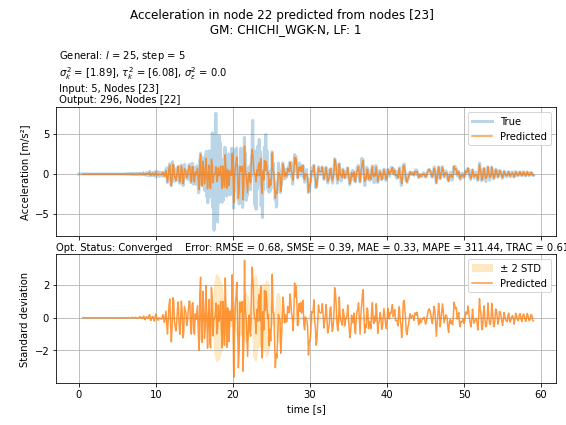 Acceleration in node 22 predicted from nodes [23]
GM: CHICHI_WGK-N, LF: 1
General: l = 25, step = 5
σ²ₖ = [1.89], τ²ₖ = [6.08], σ²ε = 0.0
Input: 5, Nodes [23]
Output: 296, Nodes [22]
True
Predicted
Acceleration [m/s²]
5
0
−5
Opt. Status: Converged Error: RMSE = 0.68, SMSE = 0.39, MAE = 0.33, MAPE = 311.44, TRAC = 0.61
± 2 STD
Predicted
Standard deviation
2
0
−2
0 10 20 30 40 50 60
time [s]